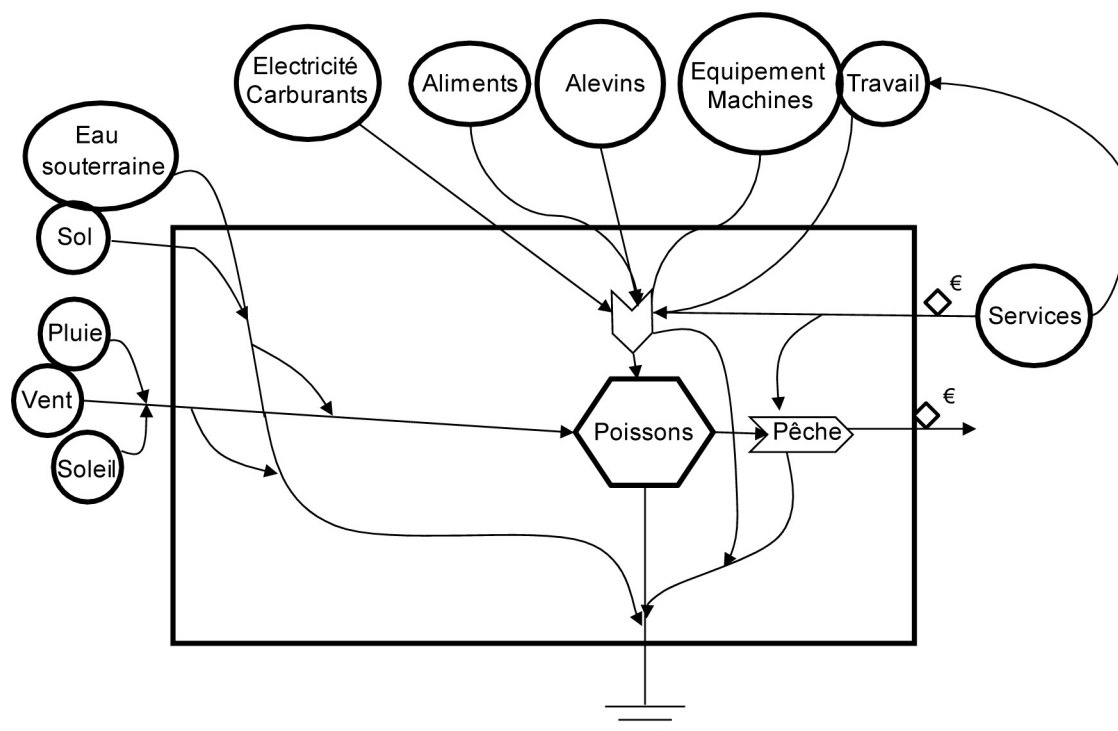 Electricité
Carburants
Aliments
Alevins
Equipement
Machines
Travail
Eau
souterraine
Sol
€
Services
Pluie
Vent
€
Poissons
Pêche
Soleil